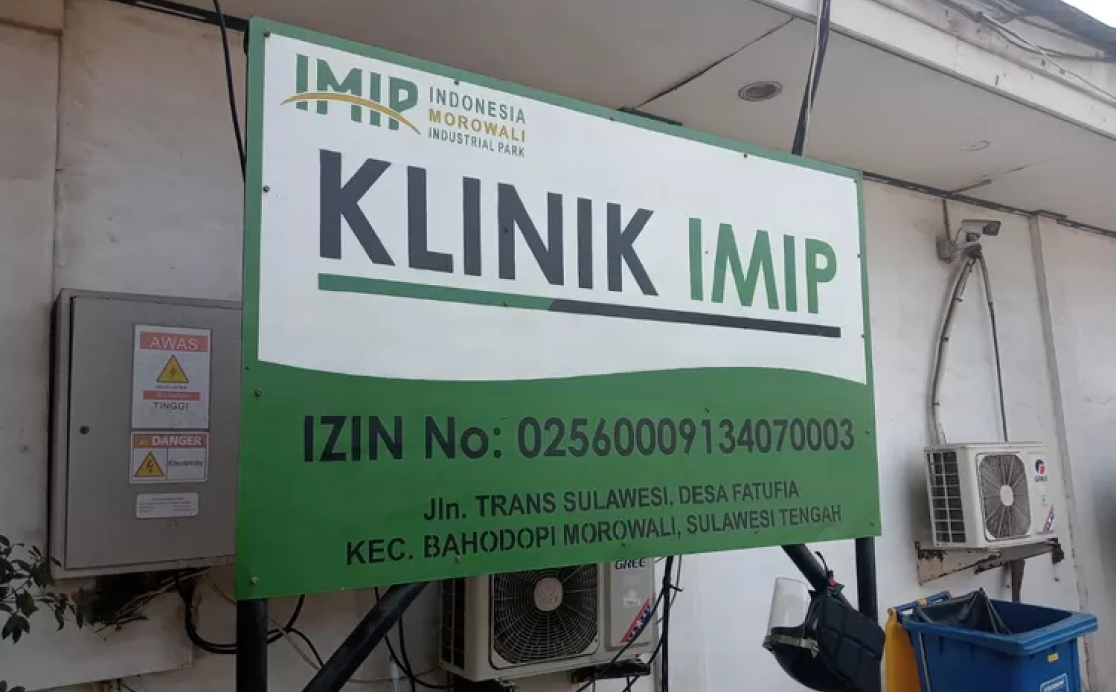 IMIP
INDONESIA
MOROWALI
INDUSTRIAL PARK
KLINIK IMIP
IZIN No: 02560009134070003
Jln. TRANS SULAWESI, DESA FATUFIA
KEC. BAHODOPI MOROWALI, SULAWESI TENGAH
AWAS
TINGGI
DANGER
Electricity
GREE
GREE